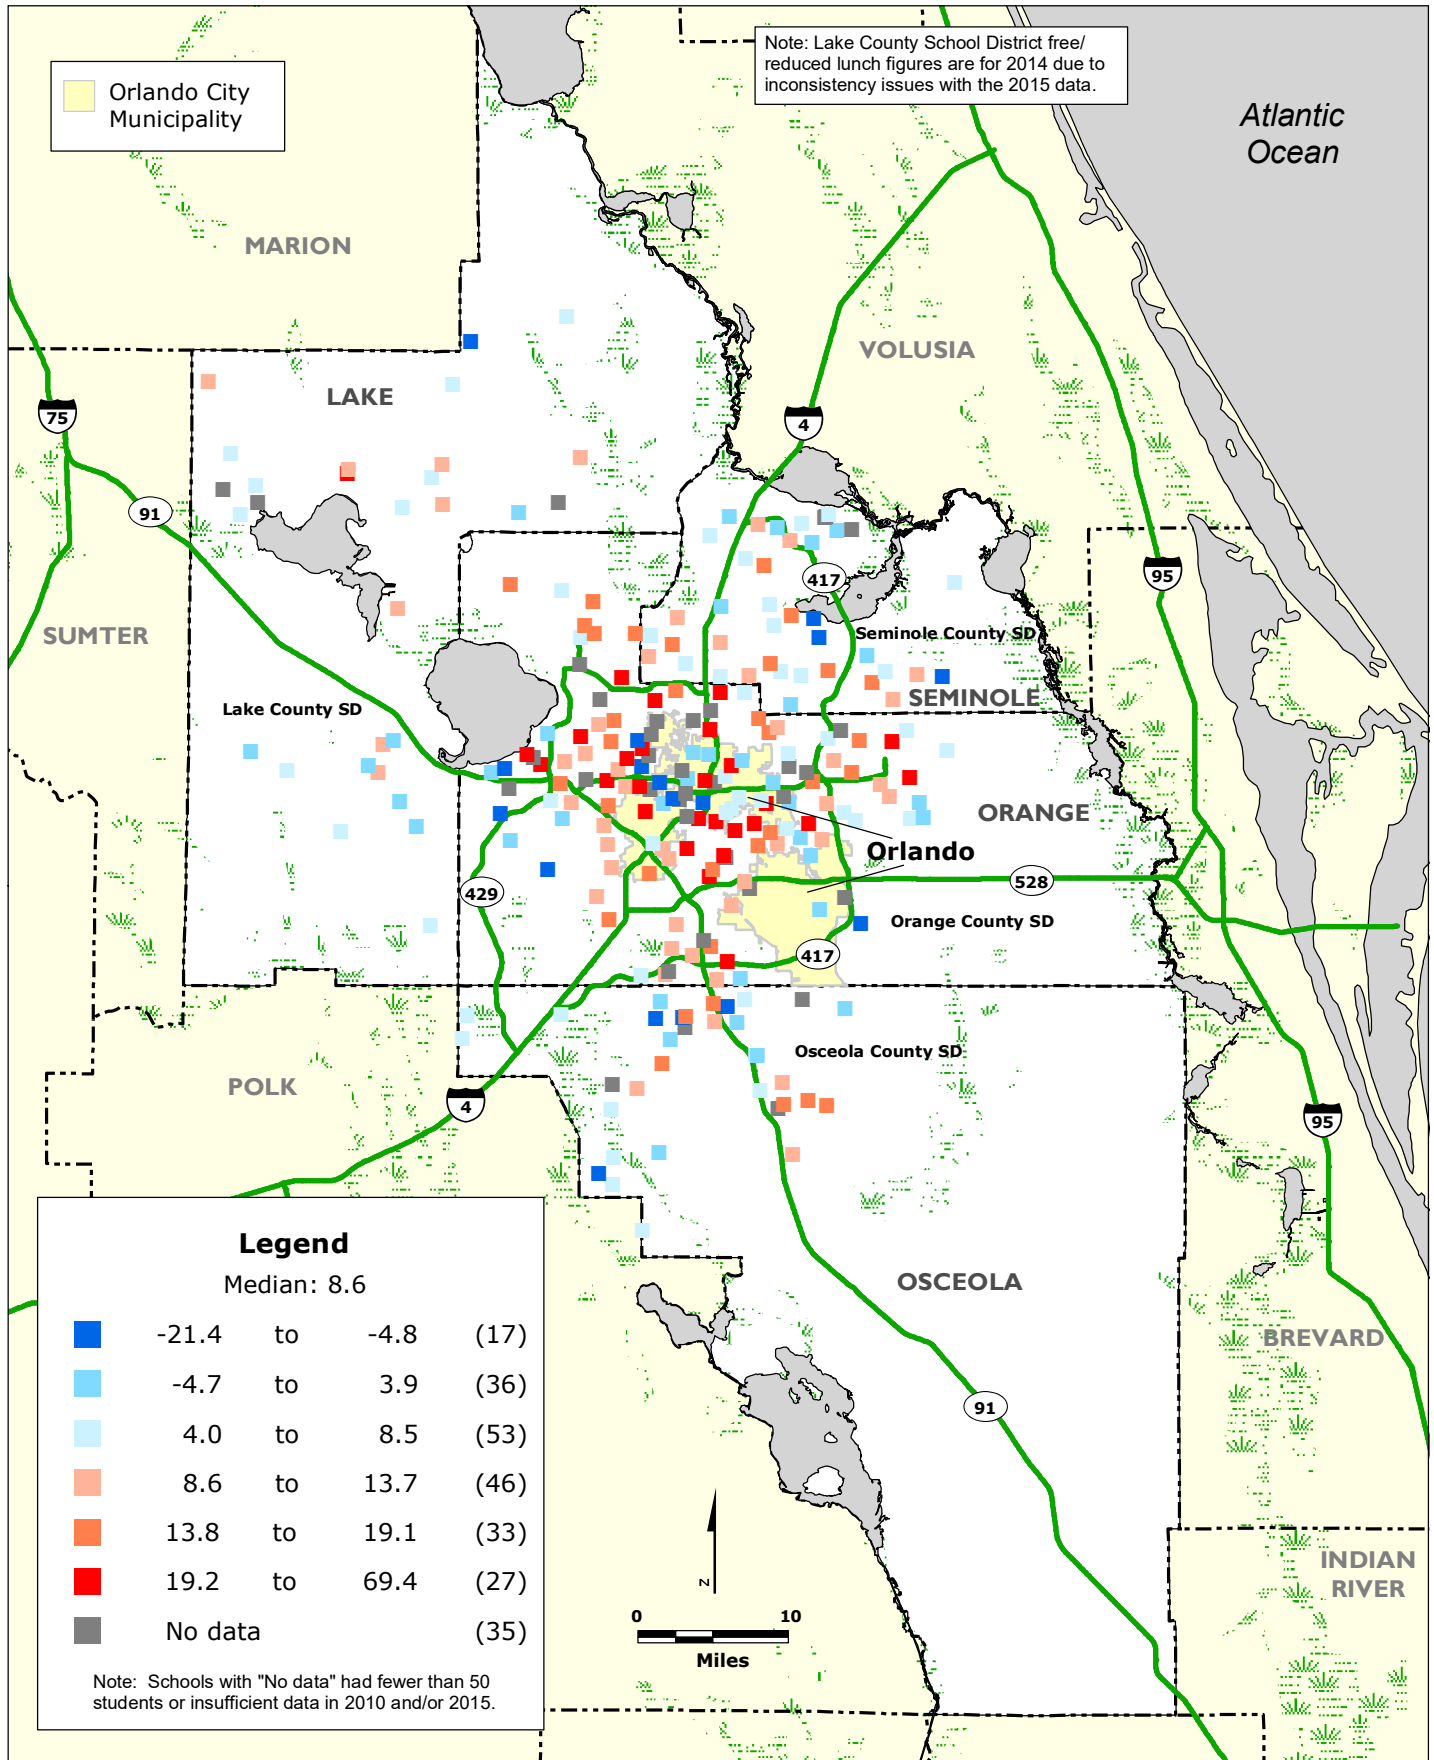 Note: Lake County School District free/
reduced lunch figures are for 2014 due to
inconsistency issues with the 2015 data.
Orlando City
Municipality
Atlantic
Ocean
MARION
VOLUSIA
LAKE
75
4
91
417
95
SUMTER
Seminole County SD
SEMINOLE
Lake County SD
ORANGE
Orlando
429
528
Orange County SD
417
Osceola County SD
POLK
4
95
Legend
Median: 8.6
-21.4 to -4.8 (17)
-4.7 to 3.9 (36)
4.0 to 8.5 (53)
8.6 to 13.7 (46)
13.8 to 19.1 (33)
19.2 to 69.4 (27)
No data (35)
Note: Schools with "No data" had fewer than 50
students or insufficient data in 2010 and/or 2015.
OSCEOLA
BREVARD
91
INDIAN
RIVER
N
0 10
Miles